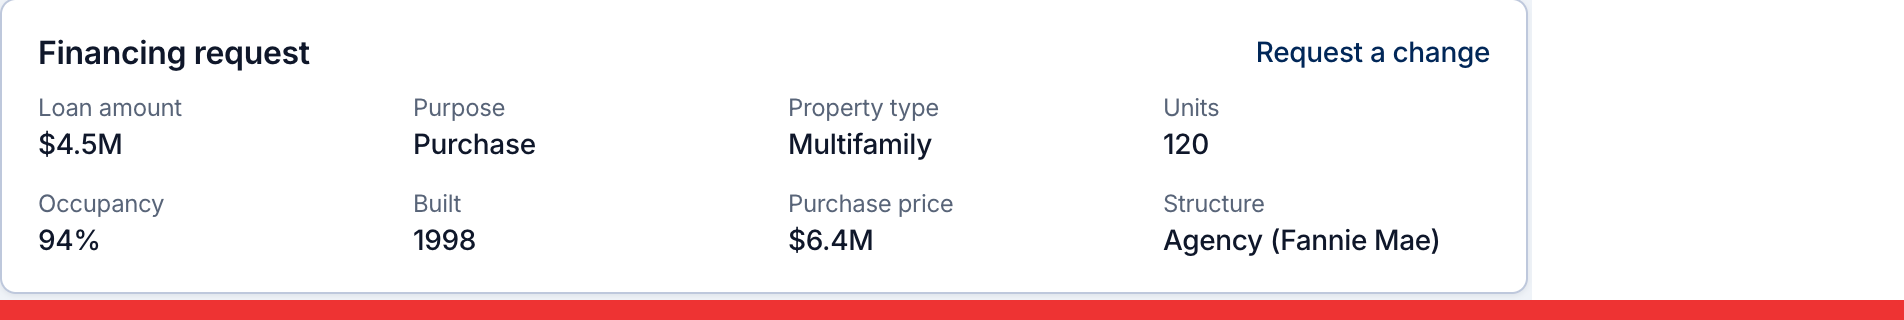 Financing request
Request a change
Loan amount
Purpose
Property type
Units
$4.5M
Purchase
Multifamily
120
Occupancy
Built
Purchase price
Structure
94%
1998
$6.4M
Agency (Fannie Mae)